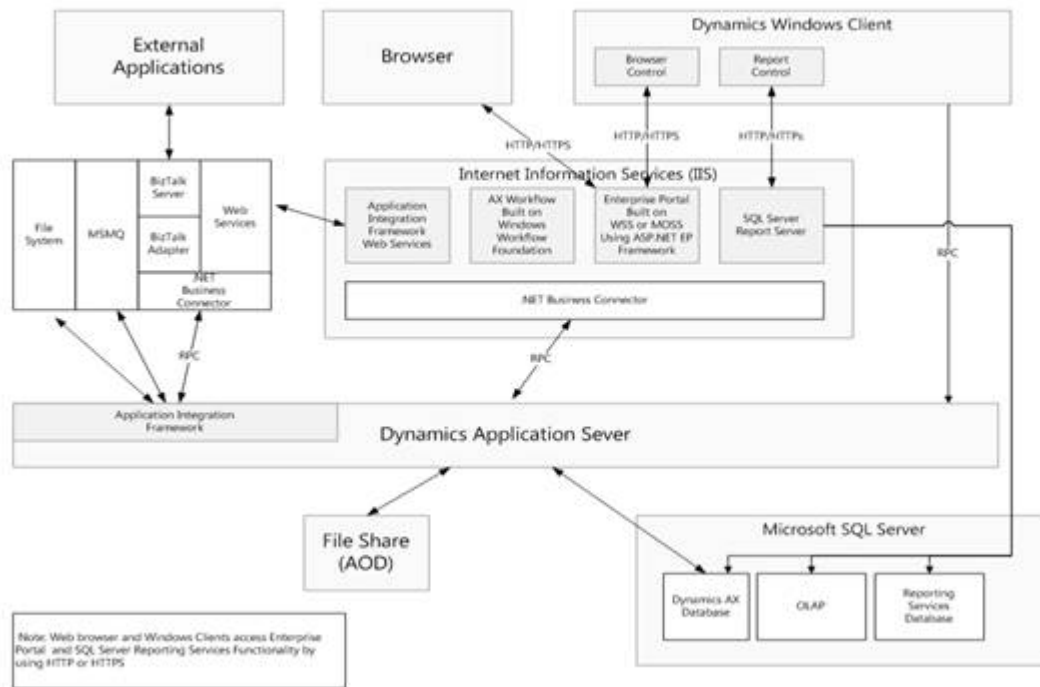 External
Applications
Browser
Dynamics Windows Client
Browser
Control
Report
Control
HTTP/HTTPS
HTTP/HTTPS
HTTP/HTTPs
File
System
MSMQ
BizTalk
Server
BizTalk
Adapter
Web
Services
.NET
Business
Connector
Internet Information Services (IIS)
Application
Integration
Framework
Web Services
AX Workflow
Built on
Windows
Workflow
Foundation
Enterprise Portal
Built on
WSS or MOSS
Using ASP.NET EP
Framework
SQL Server
Report Server
.NET Business Connector
RPC
RPC
RPC
Application Integration
Framework
Dynamics Application Sever
File Share
(AOD)
Microsoft SQL Server
Dynamics AX
Database
OLAP
Reporting
Services
Database
Note: Web browser and Windows Clients access Enterprise
Portal and SQL Server Reporting Services Functionality by
using HTTP or HTTPS